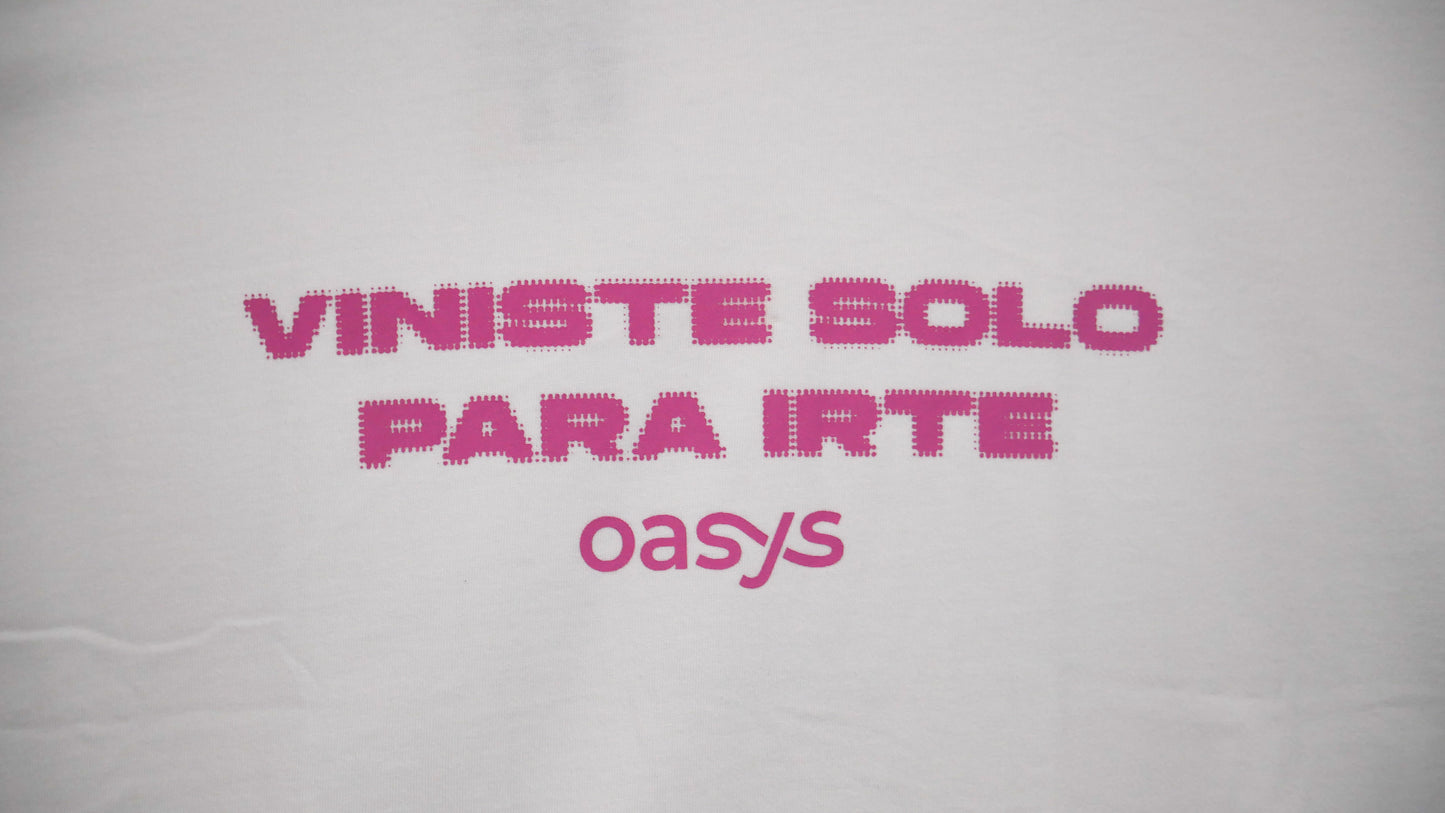 VINISTE SOLO
PARA IRTE
oasys